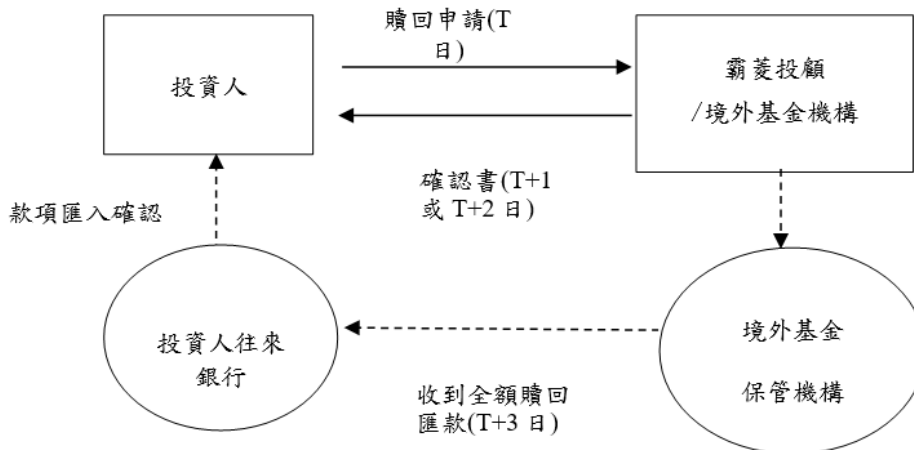 贖回申請(T
日)
投資人
霸菱投顧
/境外基金機構
確認書(T+1
或 T+2 日)
款項匯入確認
投資人往來
銀行
境外基金
保管機構
收到全額贖回
匯款(T+3 日)